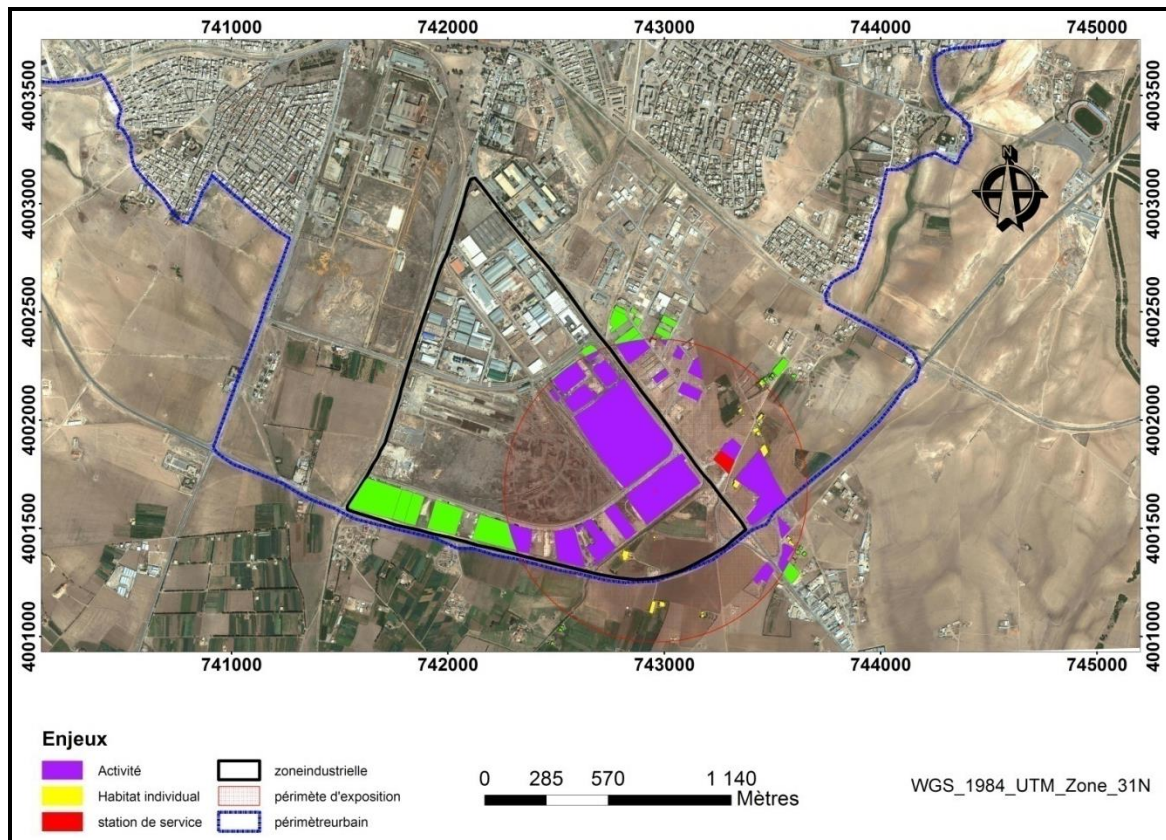 741000 742000 743000 744000 745000
4003500
4003000
4002500
4002000
4001500
4001000
4003500
4003000
4002500
4002000
4001500
4001000
N
741000 742000 743000 744000 745000
Enjeux
Activité
Habitat individual
station de service
zoneindustrielle
périmète d'exposition
périmètreurbain
0 285 570 1 140
Mètres
WGS_1984_UTM_Zone_31N